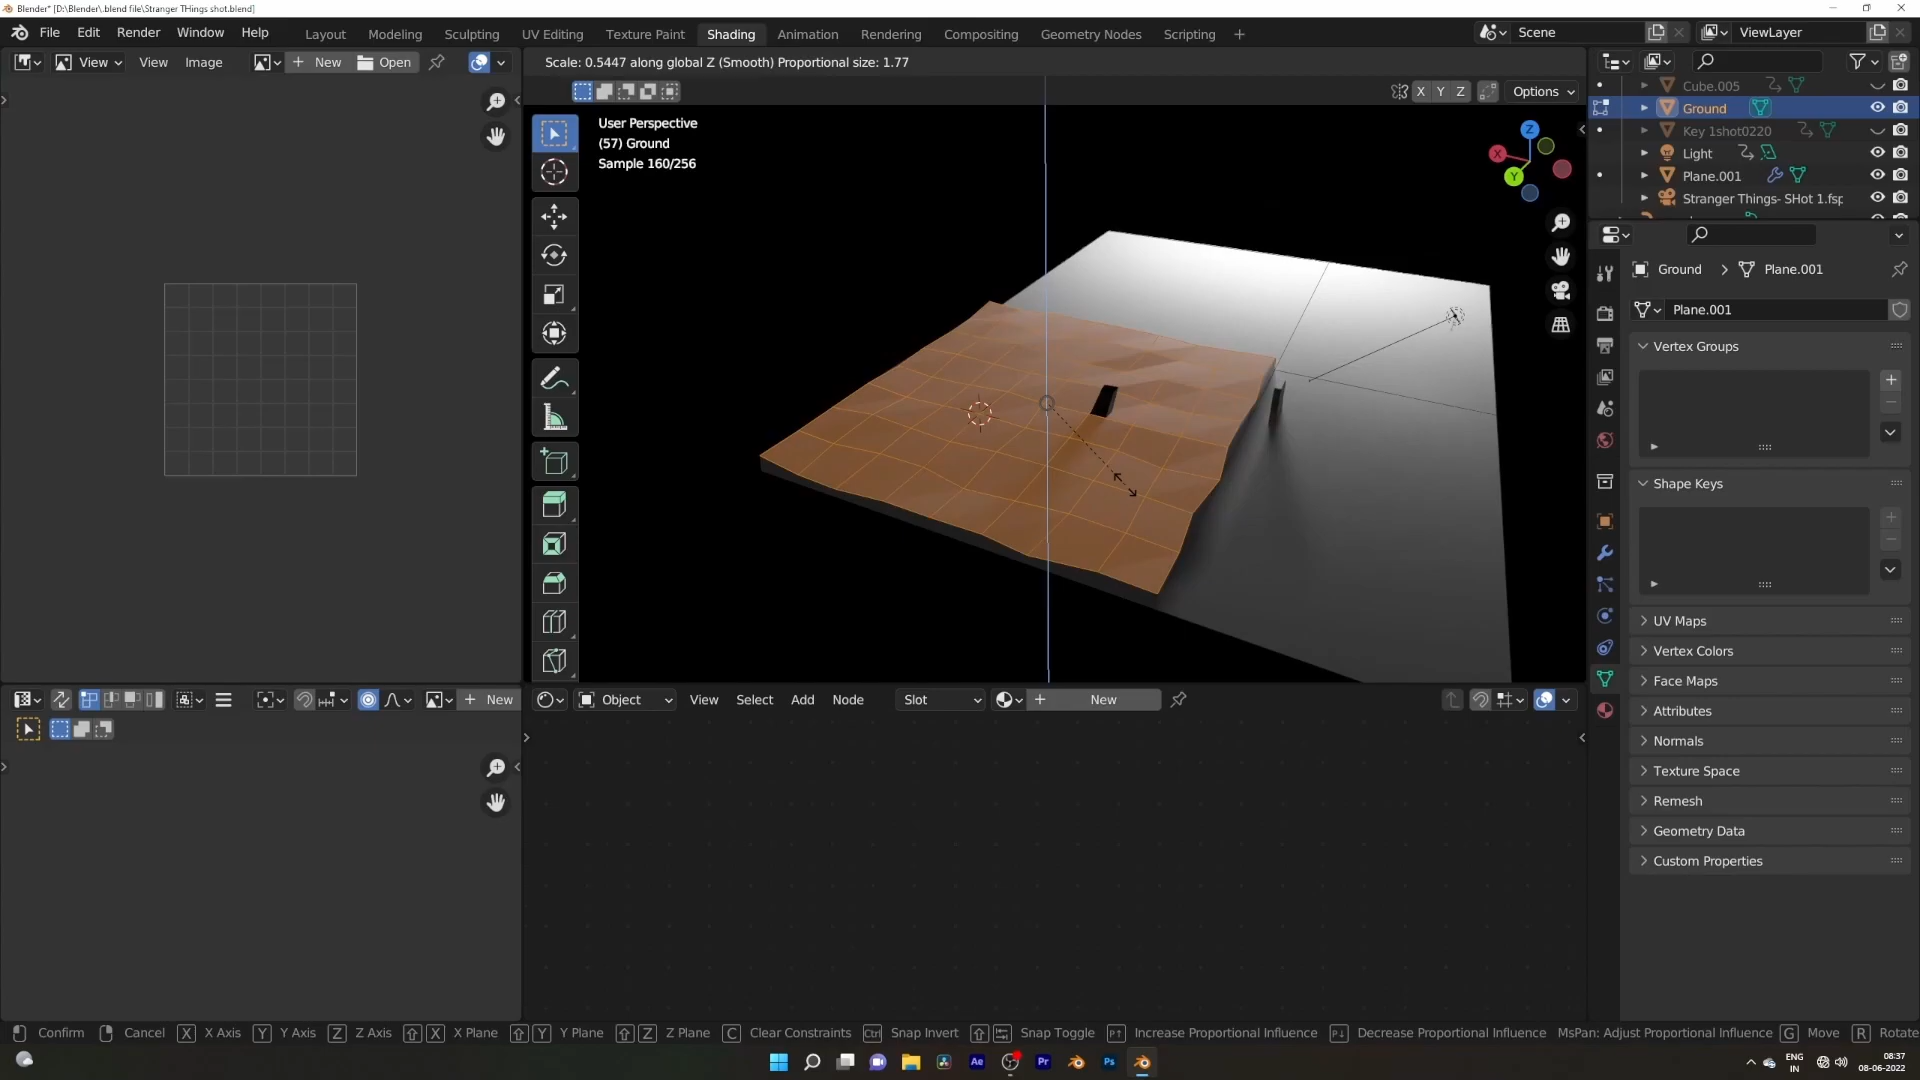 Blender* [D:\Blender\.blend file\Stranger THings shot.blend]
File Edit Render Window Help Layout Modeling Sculpting UV Editing Texture Paint Shading Animation Rendering Compositing Geometry Nodes Scripting + Scene ViewLayer
View View Image New Open
Scale: 0.5447 along global Z (Smooth) Proportional size: 1.77
X Y Z Options
User Perspective
(57) Ground
Sample 160/256
Z
X
Y
Cube.005
Ground
Key 1shot0220
Light
Plane.001
Stranger Things- SHot 1.fsp
Ground > Plane.001
Plane.001
Vertex Groups
Shape Keys
UV Maps
Vertex Colors
Face Maps
Attributes
Normals
Texture Space
Remesh
Geometry Data
Custom Properties
New
Object View Select Add Node Slot New
Confirm Cancel X X Axis Y Y Axis Z Z Axis X X Plane Y Y Plane Z Z Plane C Clear Constraints Ctrl Snap Invert Snap Toggle Increase Proportional Influence Decrease Proportional Influence MsPan: Adjust Proportional Influence G Move R Rotate
Ae Pr Ps
ENG
IN
08:37
08-06-2022